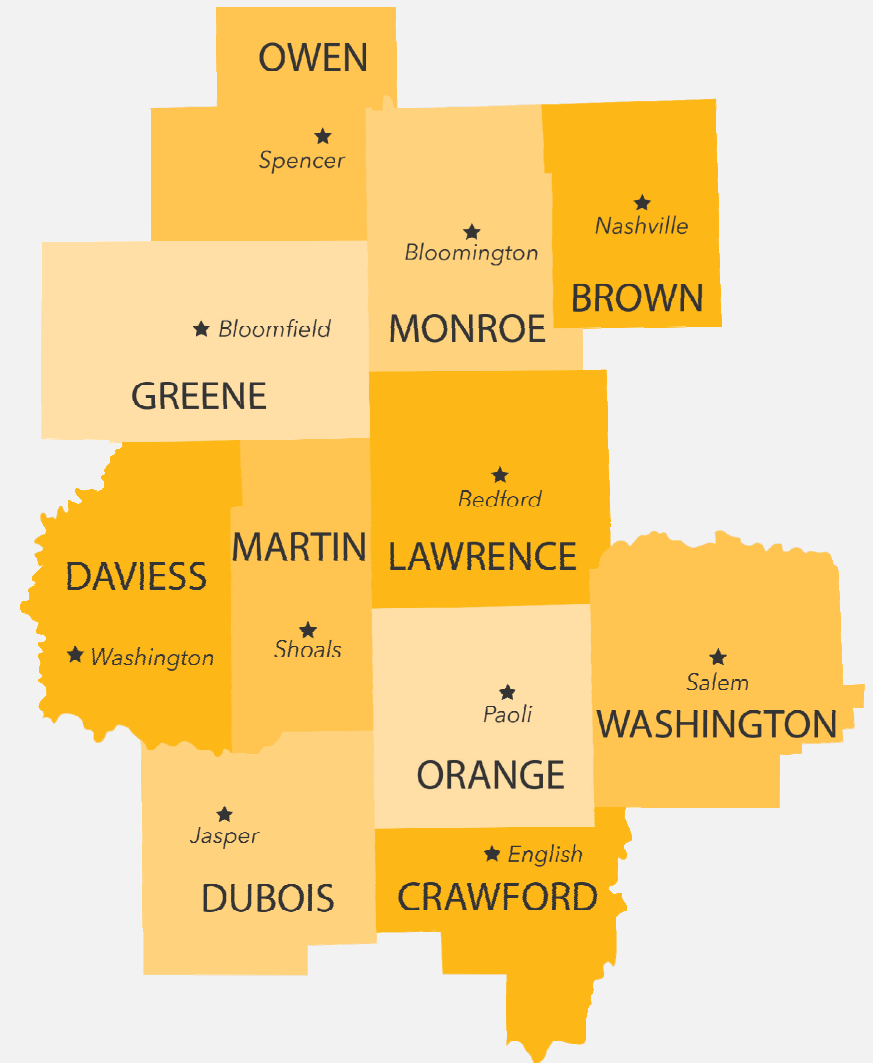 OWEN
Spencer
Nashville
Bloomington
BROWN
Bloomfield
MONROE
GREENE
Bedford
MARTIN
LAWRENCE
DAVIESS
Shoals
Washington
Salem
Paoli
WASHINGTON
ORANGE
Jasper
English
DUBOIS
CRAWFORD